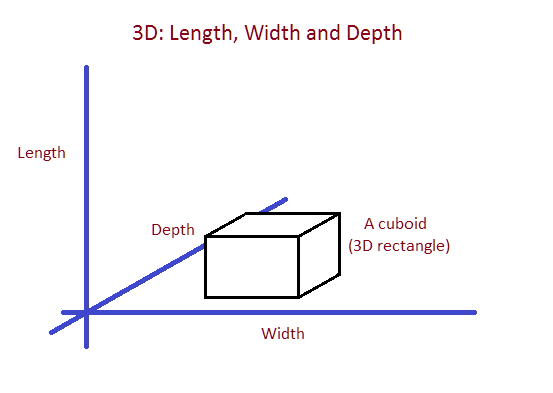 3D: Length, Width and Depth
Length
Depth
A cuboid
(3D rectangle)
Width